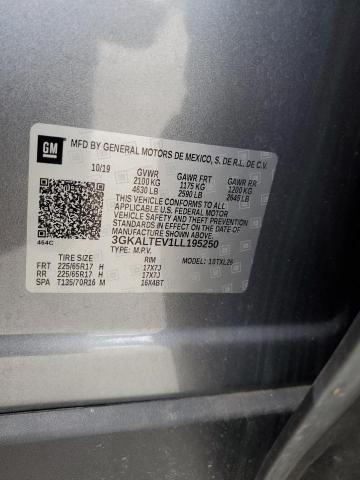 GM
MFD BY GENERAL MOTORS DE MEXICO, S. DE R.L. DE C.V.
10/19 GVWR GAWR FRT GAWR RR
2100 KG 1175 KG 1200 KG
4630 LB 2590 LB 2645 LB
THIS VEHICLE CONFORMS TO ALL
APPLICABLE U.S. FEDERAL MOTOR
VEHICLE SAFETY AND THEFT PREVENTION
STANDARDS IN EFFECT ON THE DATE OF
MANUFACTURE SHOWN ABOVE.
464C 3GKALTEV1LL195250
TYPE: M.P.V. MODEL: 1DTXL26
TIRE SIZE RIM
FRT 225/65R17 H 17X7J
RR 225/65R17 H 17X7J
SPA T135/70R16 M 16X4BT